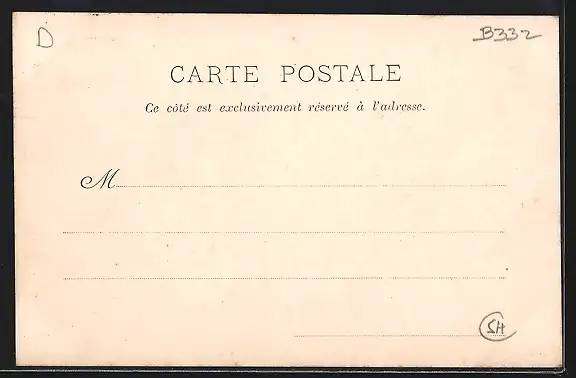 D
B332
CARTE POSTALE
Ce côté est exclusivement réservé à l'adresse.
M
SH